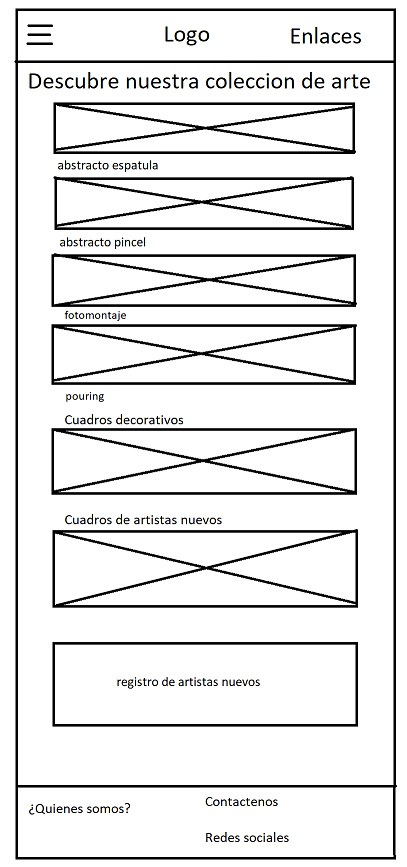 Logo
Enlaces
Descubre nuestra coleccion de arte
abstracto espatula
abstracto pincel
fotomontaje
pouring
Cuadros decorativos
Cuadros de artistas nuevos
registro de artistas nuevos
¿Quienes somos?
Contactenos
Redes sociales